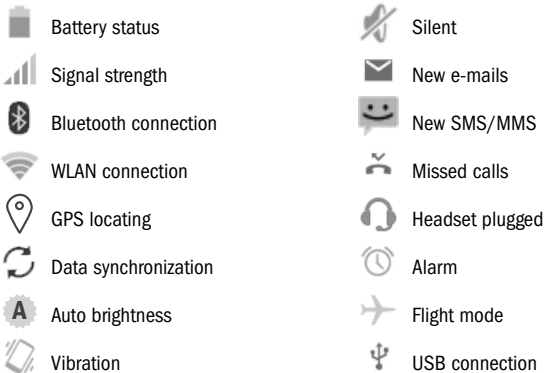 Battery status
Signal strength
Bluetooth connection
WLAN connection
GPS locating
Data synchronization
A Auto brightness
Vibration
Silent
New e-mails
New SMS/MMS
Missed calls
Headset plugged
Alarm
Flight mode
USB connection